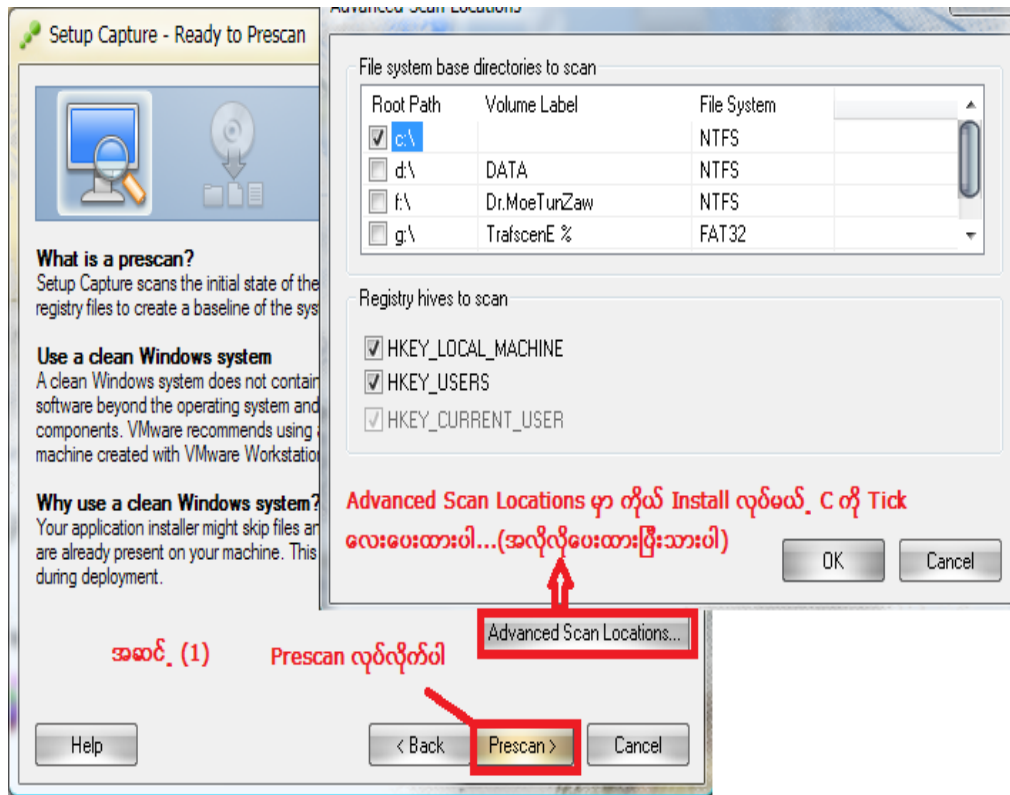 Setup Capture - Ready to Prescan
What is a prescan?
Setup Capture scans the initial state of the
registry files to create a baseline of the sys
Use a clean Windows system
A clean Windows system does not contain
software beyond the operating system and
components. VMware recommends using
machine created with VMware Workstation
Why use a clean Windows system?
Your application installer might skip files an
are already present on your machine. This
during deployment.
Advanced Scan Locations
File system base directories to scan
Root Path Volume Label File System
c:\ NTFS
d:\ DATA NTFS
f:\ Dr.MoeTunZaw NTFS
g:\ TrafscenE % FAT32
Registry hives to scan
HKEY_LOCAL_MACHINE
HKEY_USERS
HKEY_CURRENT_USER
Advanced Scan Locations မှာ ကိုယ် Install လုပ်မယ့် C ကို Tick
လေးပေးထားပါ...(အလိုလိုပေးထားပြီးသားပါ)
OK Cancel
Advanced Scan Locations...
အဆင့် (1) Prescan လုပ်လိုက်ပါ
Help < Back Prescan > Cancel